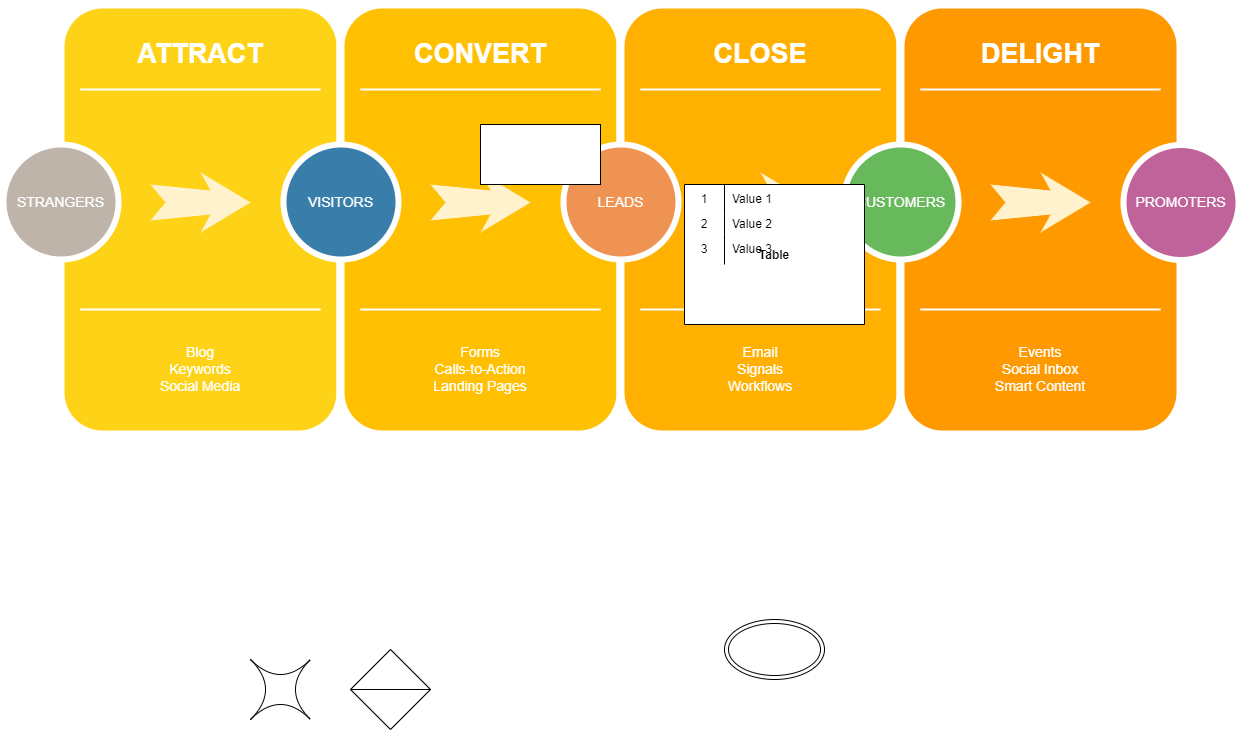 ATTRACT
CONVERT
CLOSE
DELIGHT
STRANGERS
VISITORS
LEADS
CUSTOMERS
PROMOTERS
1 Value 1
2 Value 2
3 Value 3
Table
Blog
Keywords
Social Media
Forms
Calls-to-Action
Landing Pages
Email
Signals
Workflows
Events
Social Inbox
Smart Content